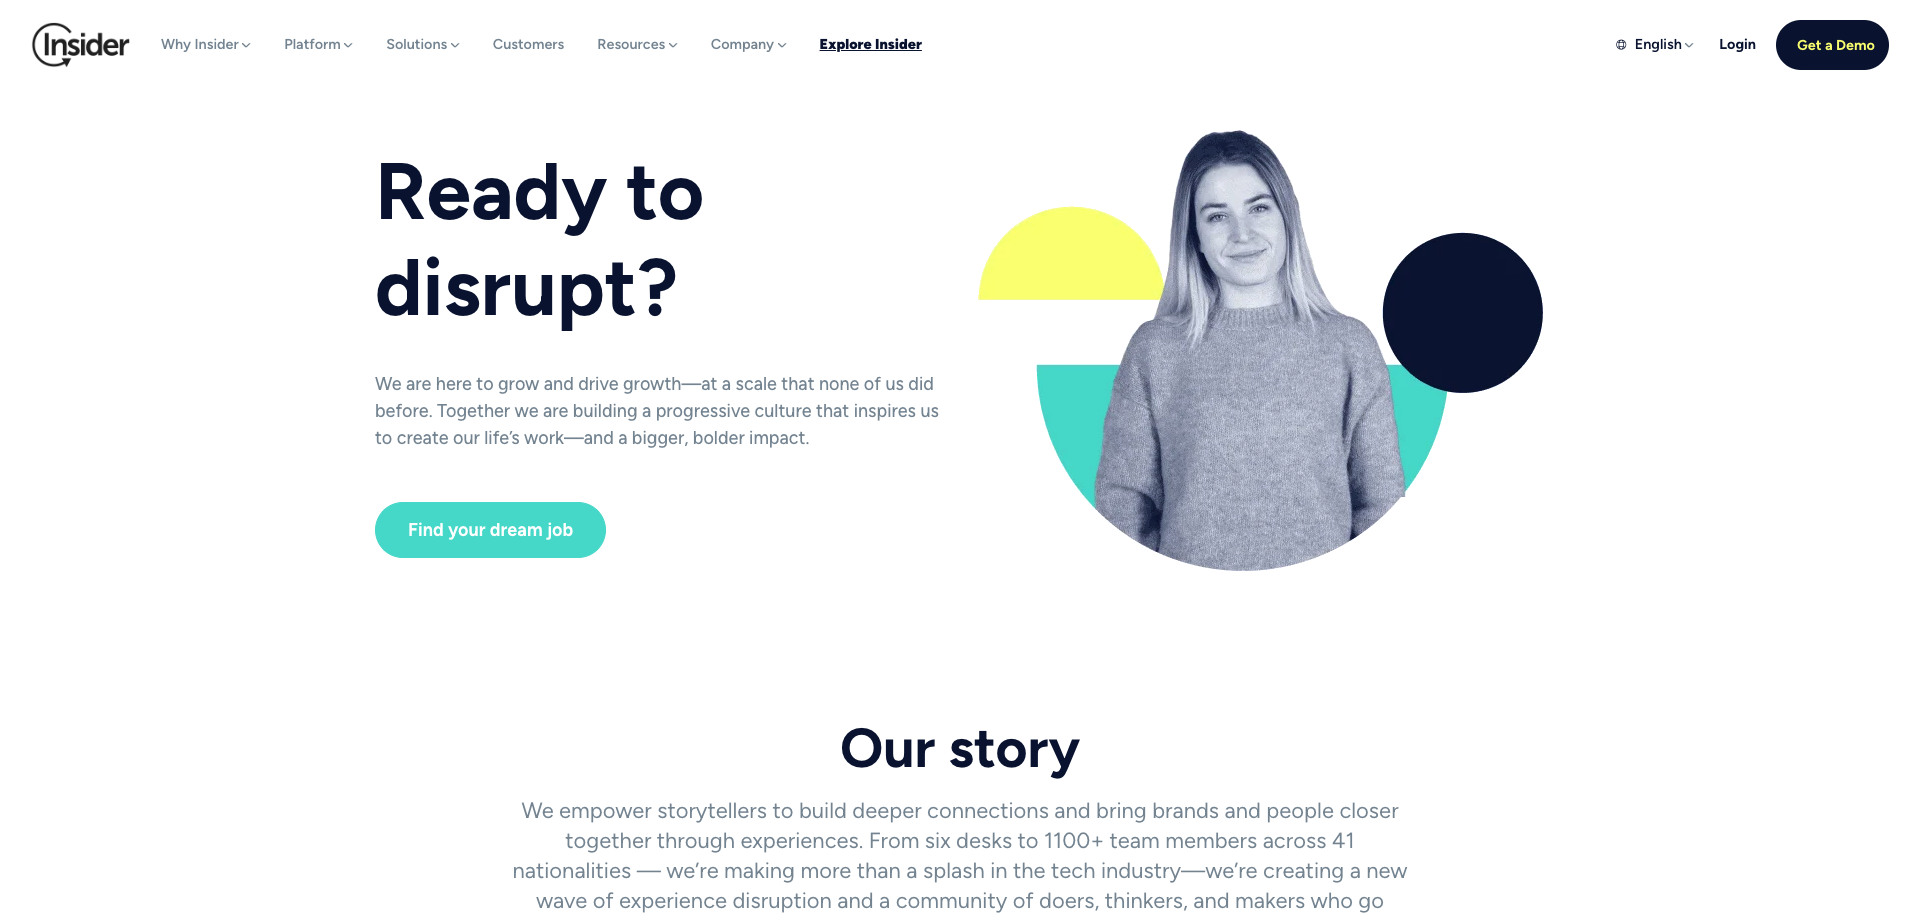 Insider
Why Insider
Platform
Solutions
Customers
Resources
Company
Explore Insider
English
Login
Get a Demo
Ready to
disrupt?
We are here to grow and drive growth—at a scale that none of us did
before. Together we are building a progressive culture that inspires us
to create our life’s work—and a bigger, bolder impact.
Find your dream job
Our story
We empower storytellers to build deeper connections and bring brands and people closer
together through experiences. From six desks to 1100+ team members across 41
nationalities — we’re making more than a splash in the tech industry—we’re creating a new
wave of experience disruption and a community of doers, thinkers, and makers who go